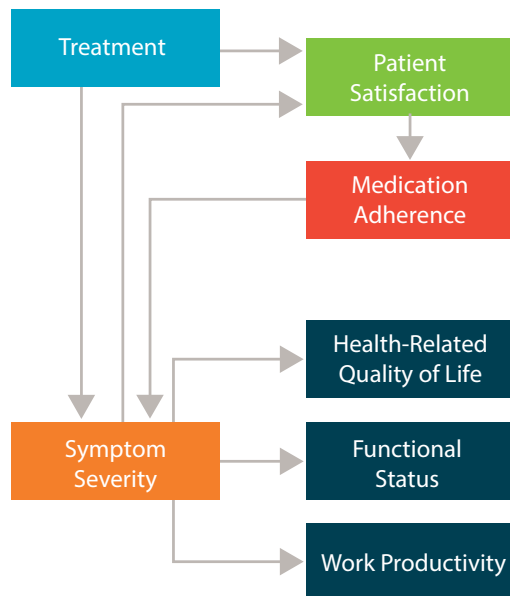 Treatment
Patient
Satisfaction
Medication
Adherence
Health-Related
Quality of Life
Symptom
Severity
Functional
Status
Work Productivity